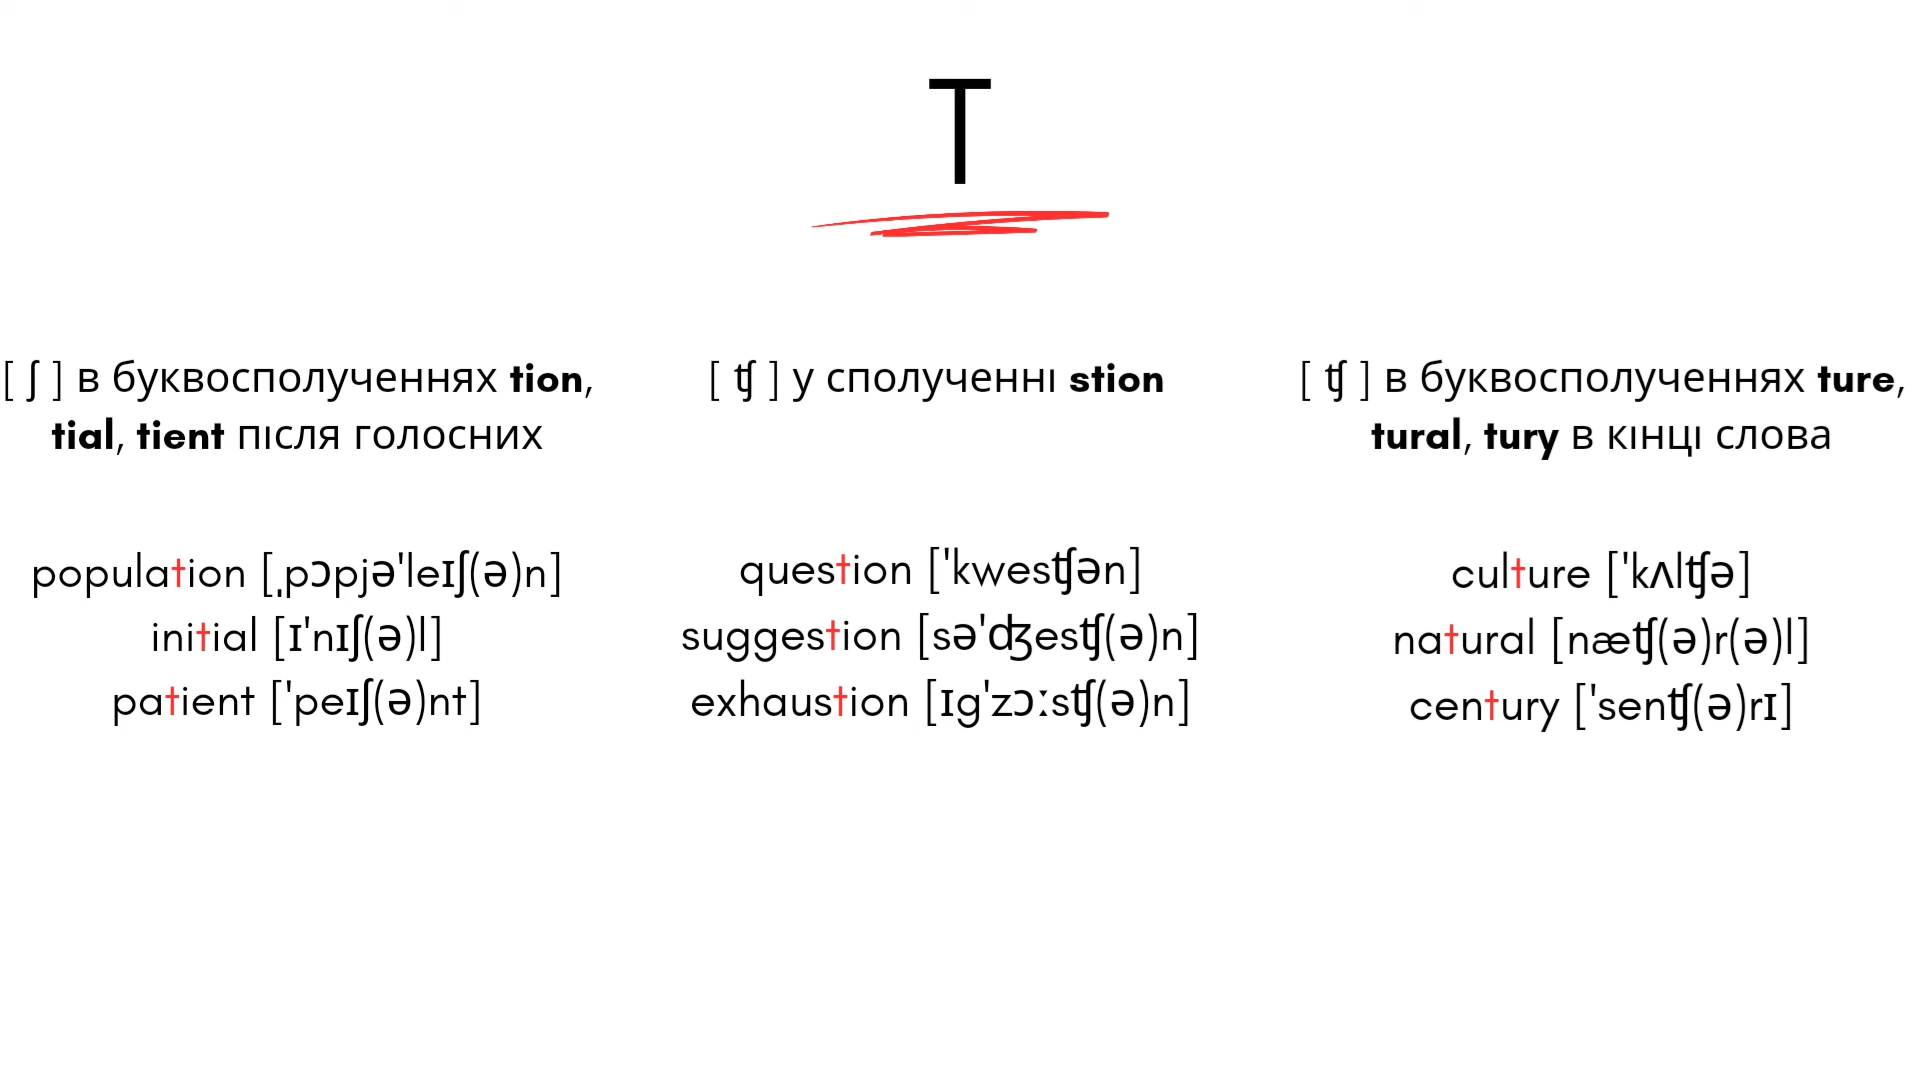 T
[ ʃ ] в буквосполученнях tion,
tial, tient після голосних
population [ˌpɔpjə'leɪʃ(ə)n]
initial [ɪ'nɪʃ(ə)l]
patient ['peɪʃ(ə)nt]
[ ʧ ] у сполученні stion
question ['kwesʧən]
suggestion [sə'ʤesʧ(ə)n]
exhaustion [ɪg'zɔːsʧ(ə)n]
[ ʧ ] в буквосполученнях ture,
tural, tury в кінці слова
culture ['kʌlʧə]
natural [næʧ(ə)r(ə)l]
century ['senʧ(ə)rɪ]